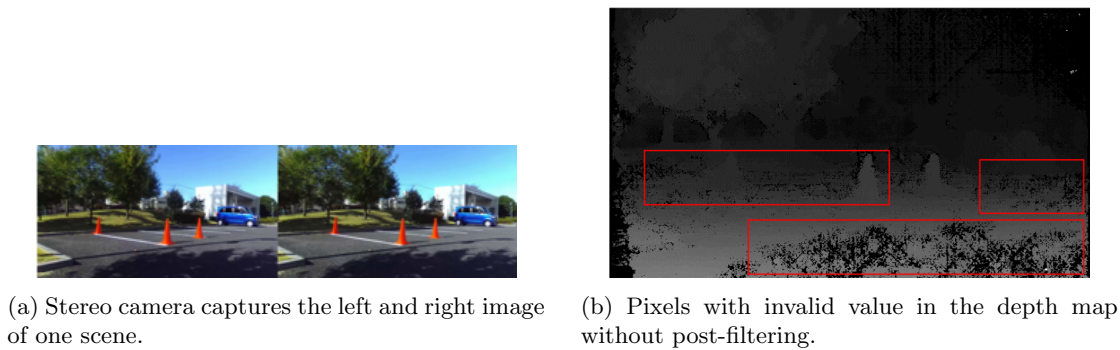 (a) Stereo camera captures the left and right image
of one scene.
(b) Pixels with invalid value in the depth map
without post-filtering.